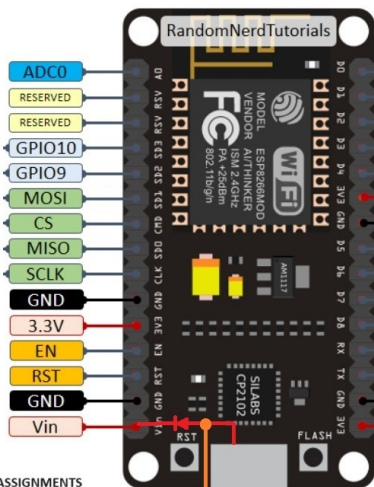 RandomNerdTutorials
ADC0
A0
RESERVED
RSV
RESERVED
RSV
GPIO10
SD3
GPIO9
SD2
MOSI
SD1
CS
CMD
MISO
SD0
SCLK
CLK
GND
GND
3.3V
3V3
EN
EN
RST
RST
GND
GND
Vin
Vin
MODEL
VENDOR
ESP8266MOD
AI/THINKER
ISM 2.4GHz
PA +25dBm
802.11b/g/n
FC
Wi Fi
AM1117
SILABS
CP2102
RST
FLASH
D0
D1
D2
D3
D4
3V3
GND
D5
D6
D7
D8
RX
TX
GND
3V3
ASSIGNMENTS